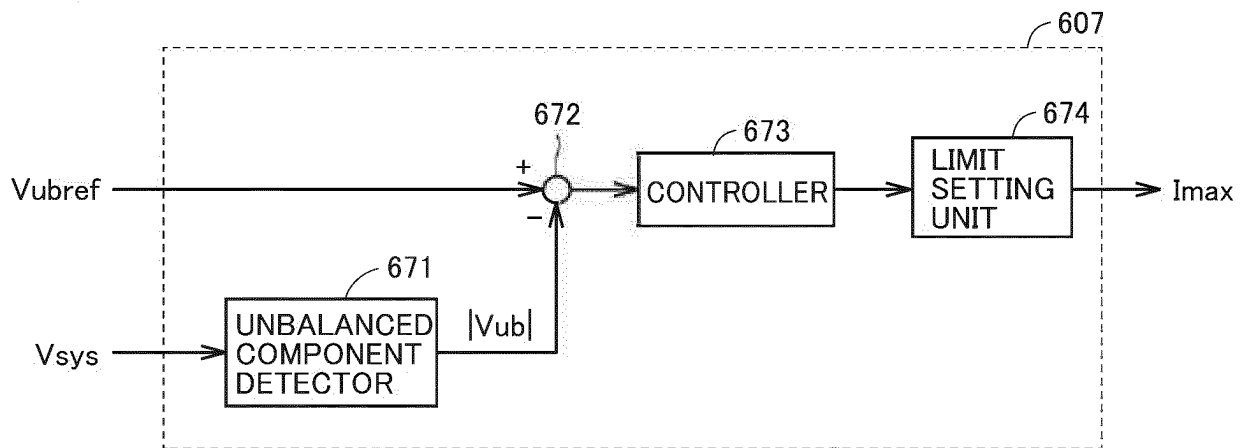 607
672
673
674
+
Vubref
CONTROLLER
LIMIT
SETTING
UNIT
Imax
−
671
|Vub|
Vsys
UNBALANCED
COMPONENT
DETECTOR